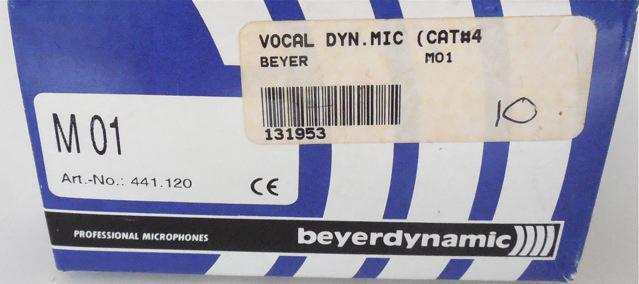 VOCAL DYN.MIC (CAT#4
BEYER M01
131953
10
M 01
Art.-No.: 441.120
CE
PROFESSIONAL MICROPHONES
beyerdynamic))))